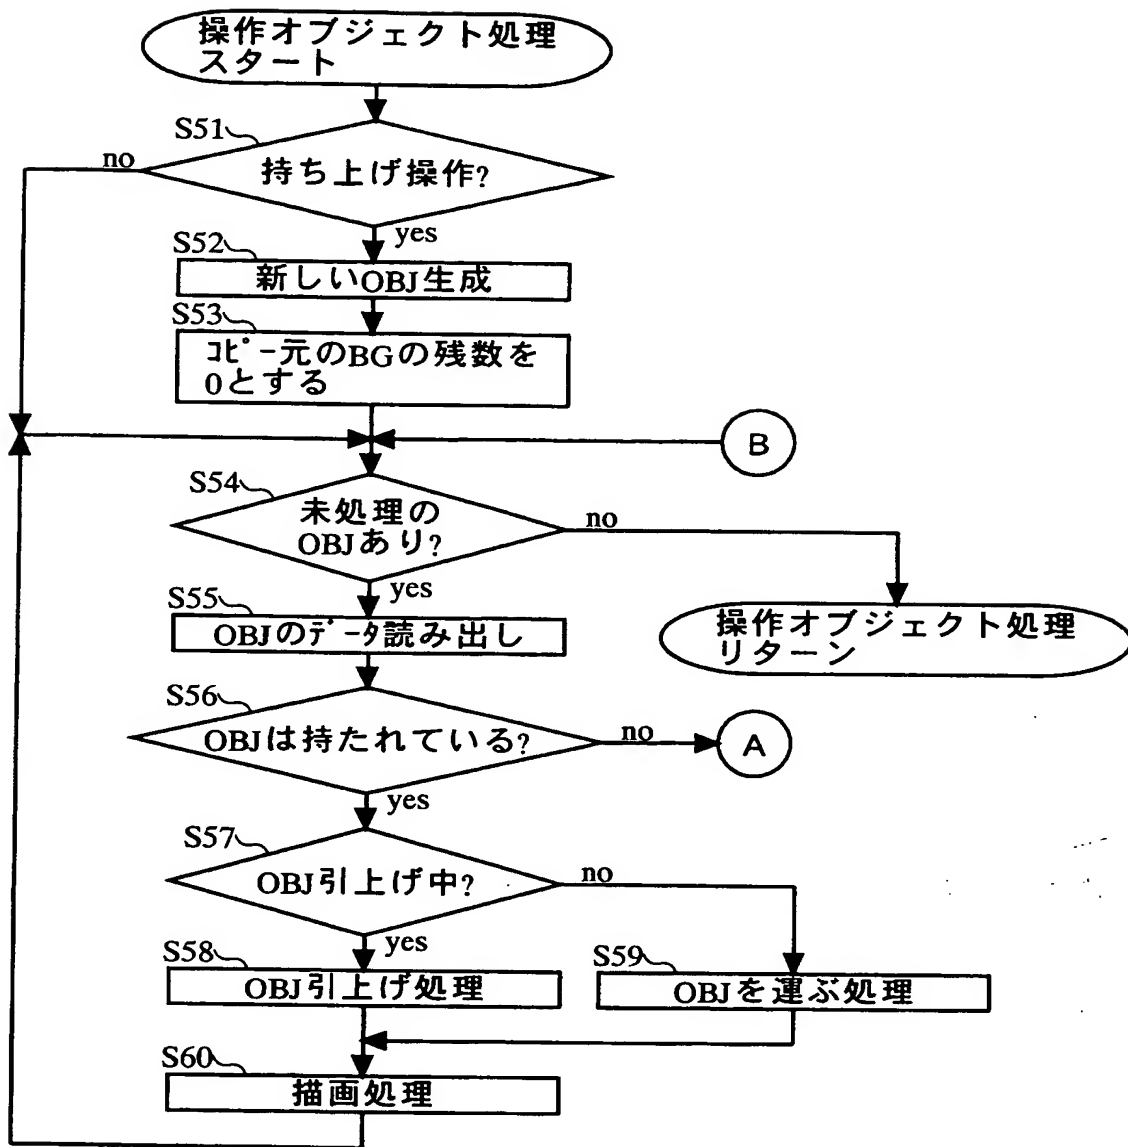 操作オブジェクト処理
スタート
S51
no
持ち上げ操作?
yes
S52
新しいOBJ生成
S53
ｺﾋﾟｰ元のBGの残数を
0とする
B
S54
未処理の
OBJあり?
no
yes
S55
OBJのﾃﾞｰﾀ読み出し
操作オブジェクト処理
リターン
S56
OBJは持たれている?
no
A
yes
S57
OBJ引上げ中?
no
yes
S58
OBJ引上げ処理
S59
OBJを運ぶ処理
S60
描画処理